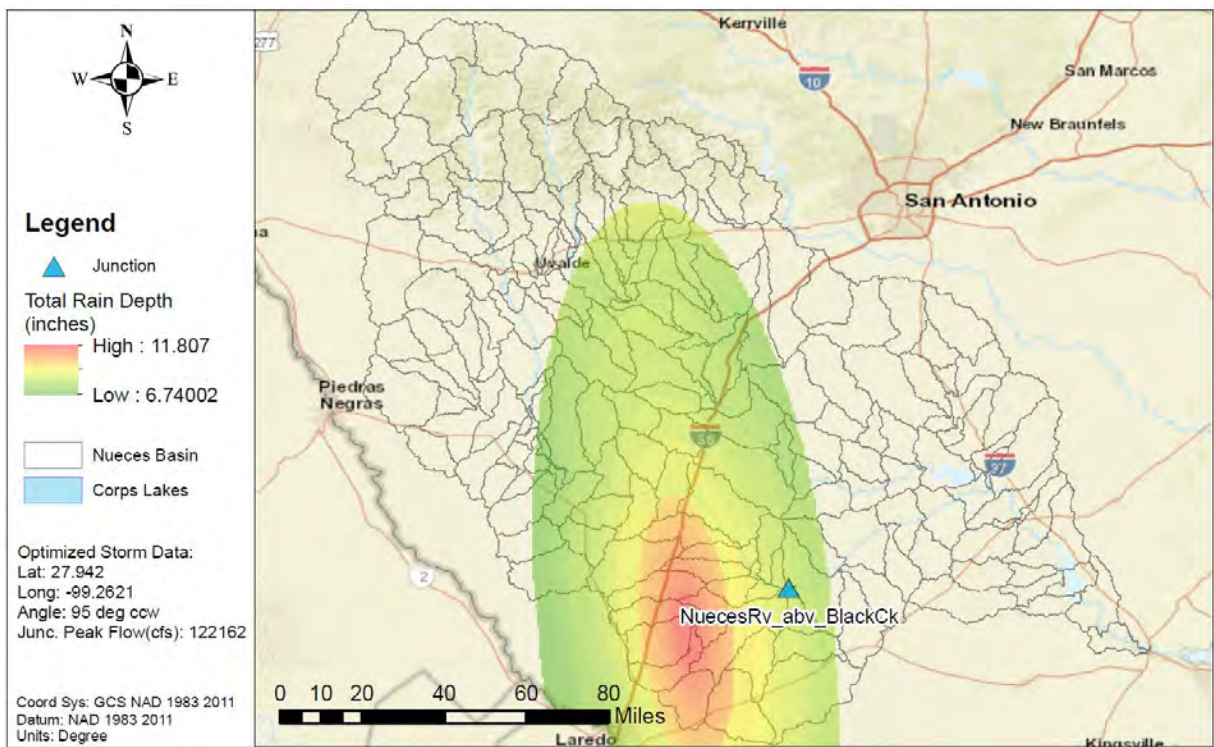 N
W E
S
Legend
Junction
Total Rain Depth
(inches)
High : 11.807
Low : 6.74002
Nueces Basin
Corps Lakes
Optimized Storm Data:
Lat: 27.942
Long: -99.2621
Angle: 95 deg ccw
Junc. Peak Flow(cfs): 122162
Coord Sys: GCS NAD 1983 2011
Datum: NAD 1983 2011
Units: Degree
277
Kerrville
10
San Marcos
New Braunfels
San Antonio
na
Uvalde
Piedras
Negras
35
37
2
NuecesRv_abv_BlackCk
0 10 20 40 60 80
Miles
Laredo
Kingsville